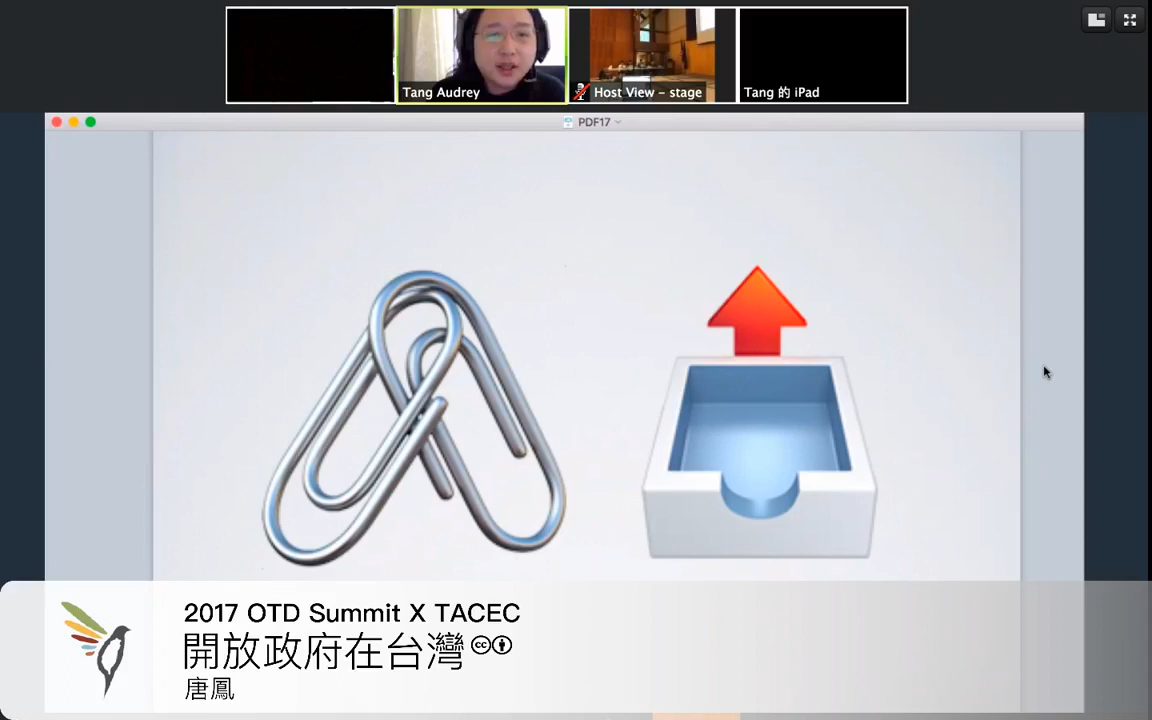 Tang Audrey
Host View – stage
Tang 的 iPad
PDF17
2017 OTD Summit X TACEC
開放政府在台灣
cc
唐鳳